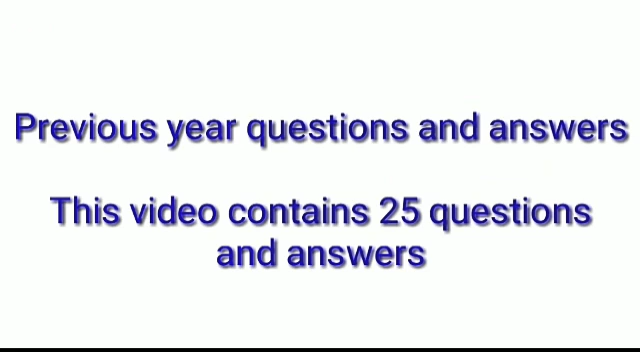 Previous year questions and answers
This video contains 25 questions
and answers